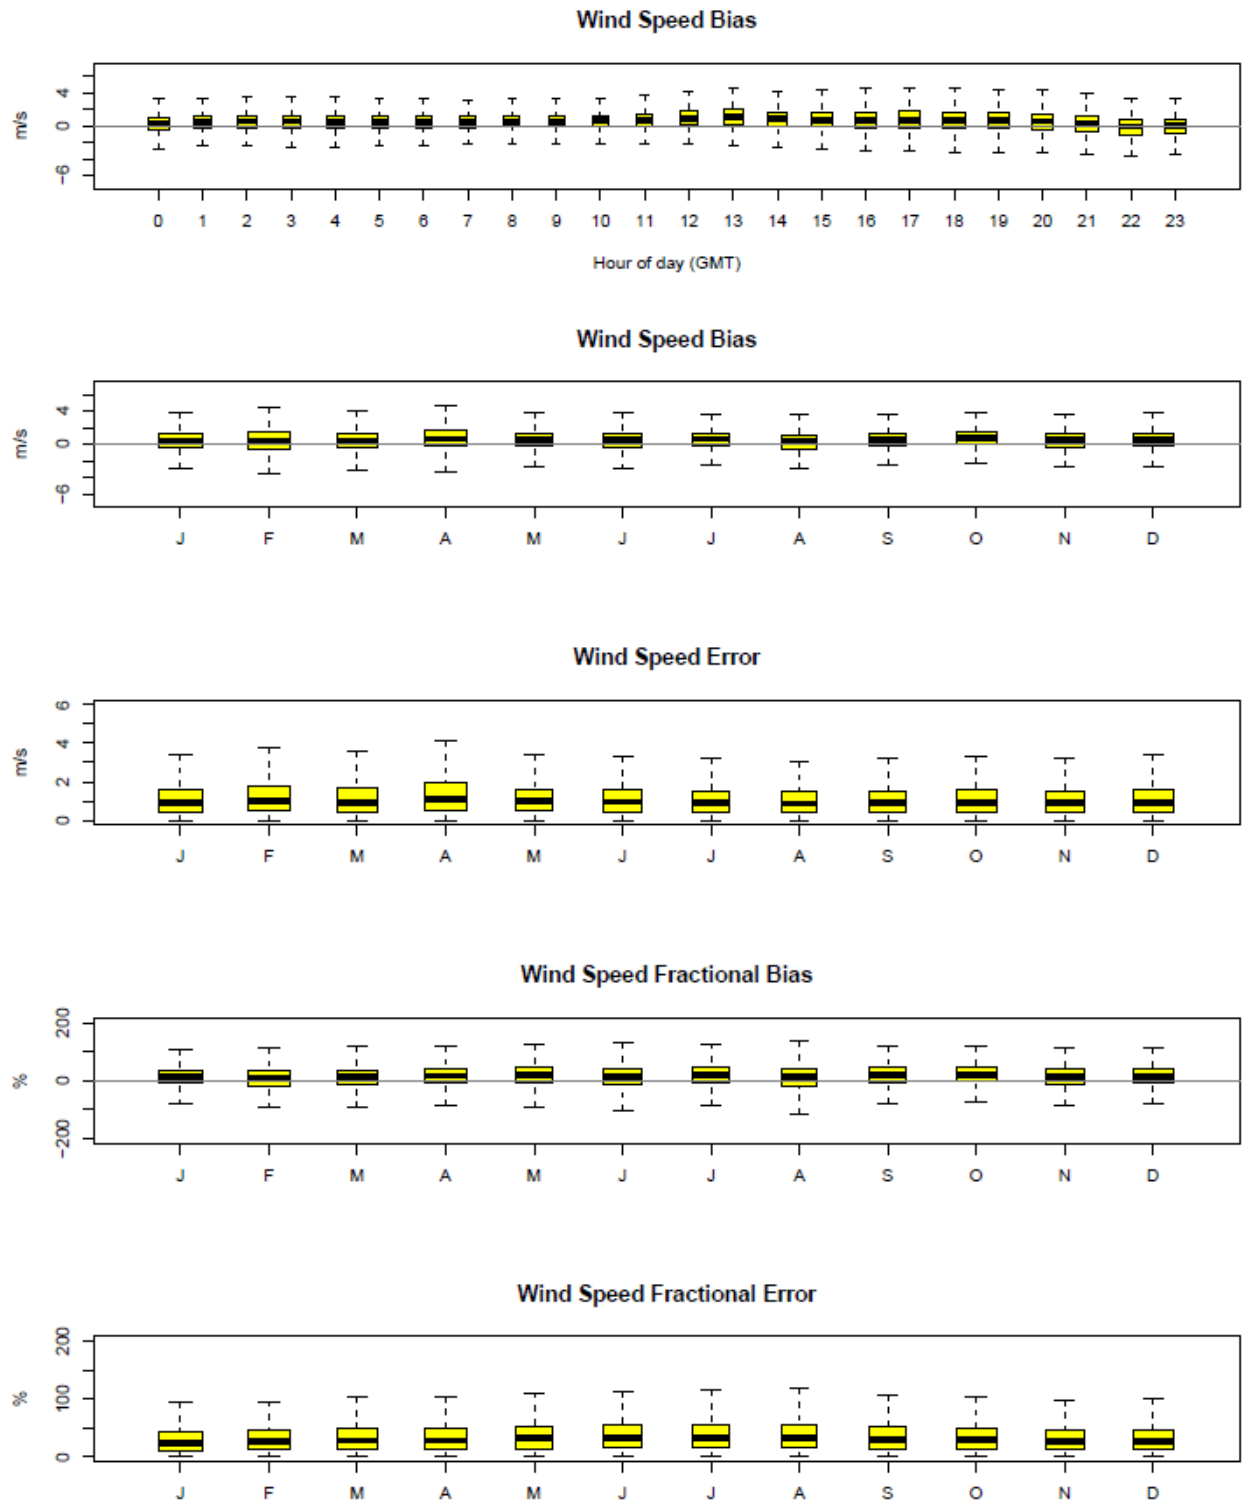 Wind Speed Bias
m/s
4
0
−6
0 1 2 3 4 5 6 7 8 9 10 11 12 13 14 15 16 17 18 19 20 21 22 23
Hour of day (GMT)
Wind Speed Bias
m/s
4
0
−6
J F M A M J J A S O N D
Wind Speed Error
m/s
6
4
2
0
J F M A M J J A S O N D
Wind Speed Fractional Bias
%
200
0
−200
J F M A M J J A S O N D
Wind Speed Fractional Error
%
200
100
0
J F M A M J J A S O N D